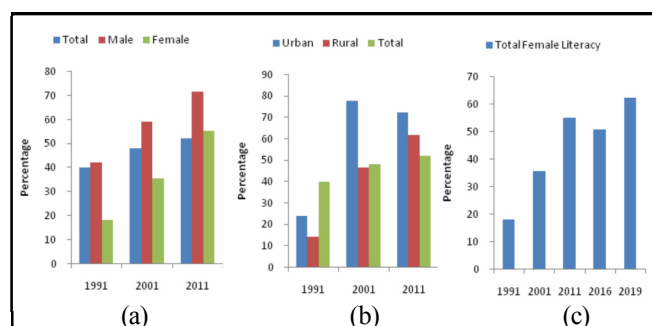 Total Male Female
Percentage
80
70
60
50
40
30
20
10
0
1991 2001 2011
(a)
Urban Rural Total
Percentage
90
80
70
60
50
40
30
20
10
0
1991 2001 2011
(b)
Total Female Literacy
Percentage
70
60
50
40
30
20
10
0
1991 2001 2011 2016 2019
(c)